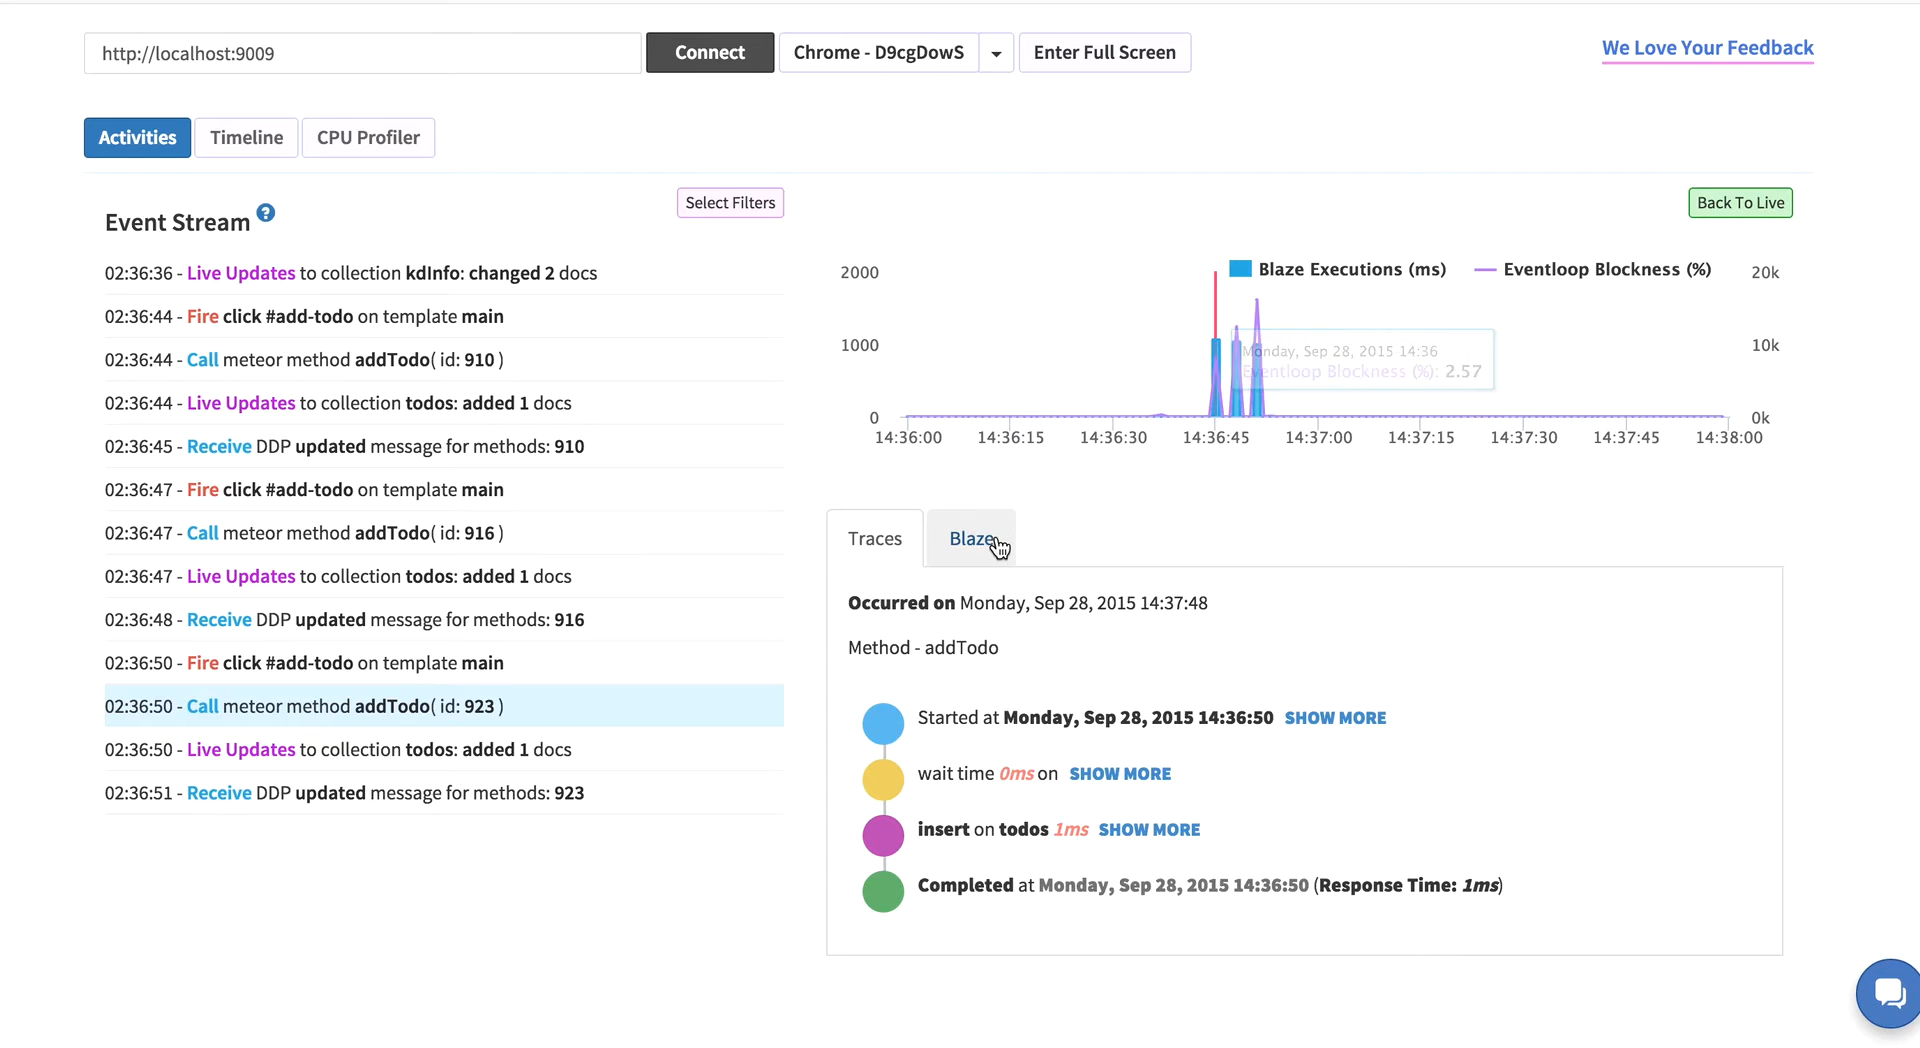 http://localhost:9009
Connect
Chrome - D9cgDowS
Enter Full Screen
We Love Your Feedback
Activities
Timeline
CPU Profiler
Event Stream ?
Select Filters
02:36:36 - Live Updates to collection kdInfo: changed 2 docs
02:36:44 - Fire click #add-todo on template main
02:36:44 - Call meteor method addTodo( id: 910 )
02:36:44 - Live Updates to collection todos: added 1 docs
02:36:45 - Receive DDP updated message for methods: 910
02:36:47 - Fire click #add-todo on template main
02:36:47 - Call meteor method addTodo( id: 916 )
02:36:47 - Live Updates to collection todos: added 1 docs
02:36:48 - Receive DDP updated message for methods: 916
02:36:50 - Fire click #add-todo on template main
02:36:50 - Call meteor method addTodo( id: 923 )
02:36:50 - Live Updates to collection todos: added 1 docs
02:36:51 - Receive DDP updated message for methods: 923
Back To Live
Blaze Executions (ms)
Eventloop Blockness (%)
2000
1000
0
20k
10k
0k
Monday, Sep 28, 2015 14:36
Eventloop Blockness (%): 2.57
14:36:00
14:36:15
14:36:30
14:36:45
14:37:00
14:37:15
14:37:30
14:37:45
14:38:00
Traces
Blaze
Occurred on Monday, Sep 28, 2015 14:37:48
Method - addTodo
Started at Monday, Sep 28, 2015 14:36:50 SHOW MORE
wait time 0ms on SHOW MORE
insert on todos 1ms SHOW MORE
Completed at Monday, Sep 28, 2015 14:36:50 (Response Time: 1ms)